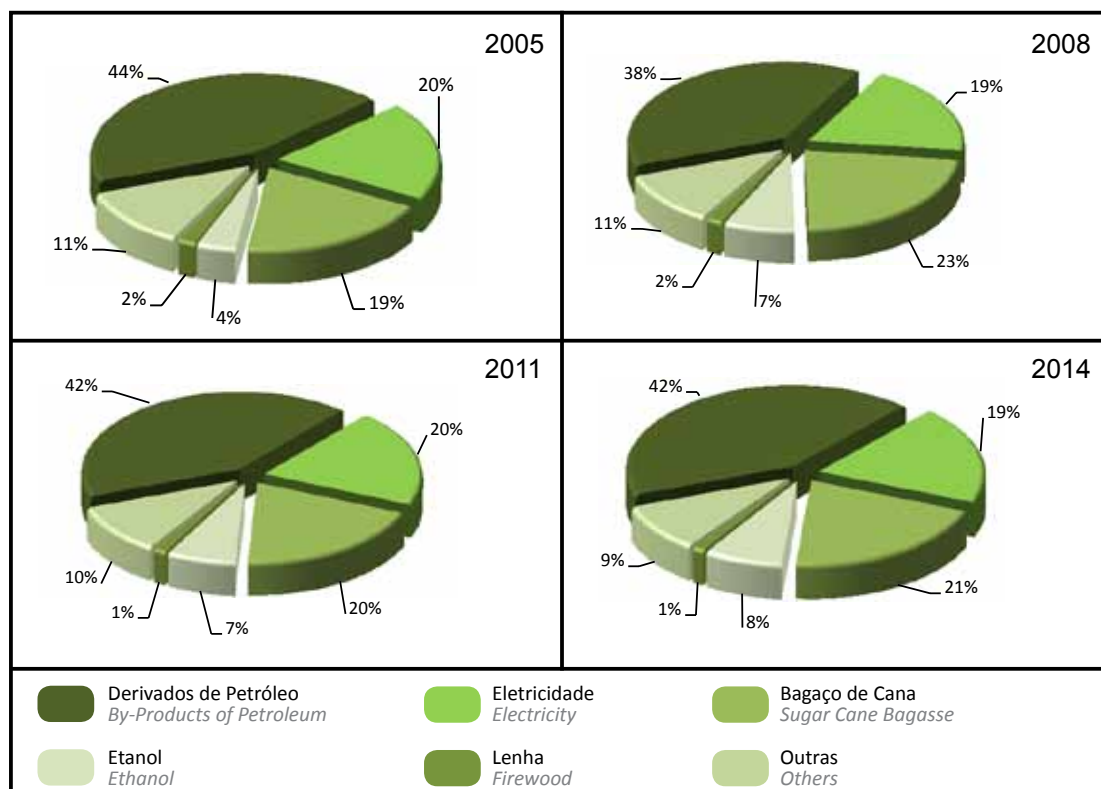 2005
44%
20%
11%
2%
4%
19%
2008
38%
19%
11%
2%
7%
23%
2011
42%
20%
10%
1%
7%
20%
2014
42%
19%
9%
1%
8%
21%
Derivados de Petróleo
By-Products of Petroleum
Eletricidade
Electricity
Bagaço de Cana
Sugar Cane Bagasse
Etanol
Ethanol
Lenha
Firewood
Outras
Others